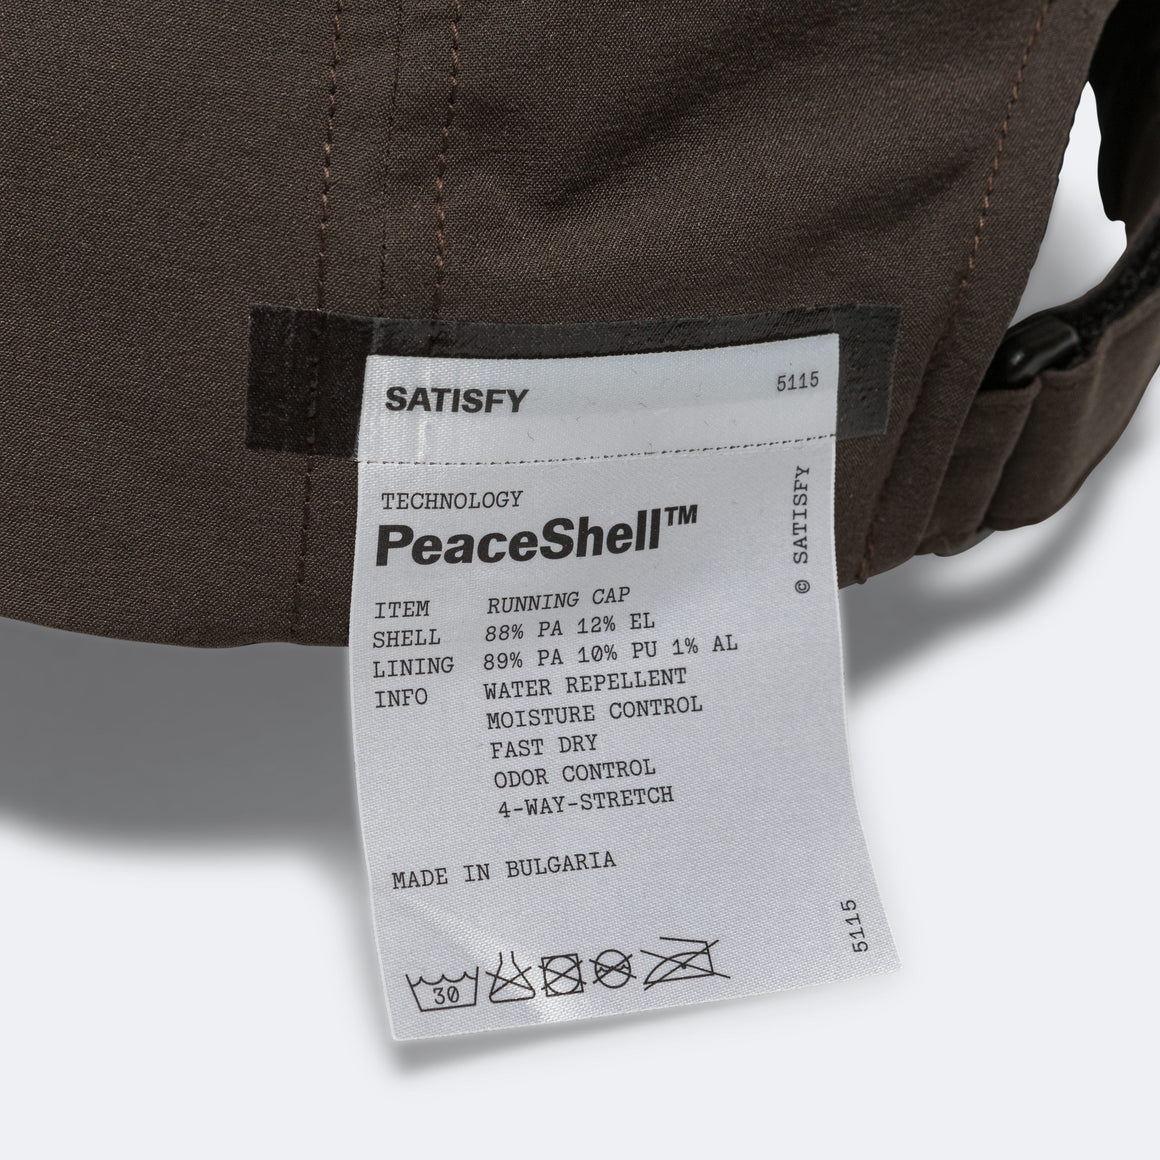 SATISFY 5115
© SATISFY
TECHNOLOGY
PeaceShell™
ITEM RUNNING CAP
SHELL 88% PA 12% EL
LINING 89% PA 10% PU 1% AL
INFO WATER REPELLENT
MOISTURE CONTROL
FAST DRY
ODOR CONTROL
4-WAY-STRETCH
MADE IN BULGARIA
5115
30